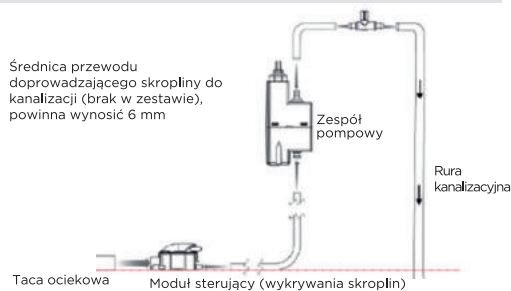 Średnica przewodu
doprowadzającego skropliny do
kanalizacji (brak w zestawie),
powinna wynosić 6 mm
Zespół
pompowy
Rura
kanalizacyjna
Taca ociekowa
Moduł sterujący (wykrywania skroplin)